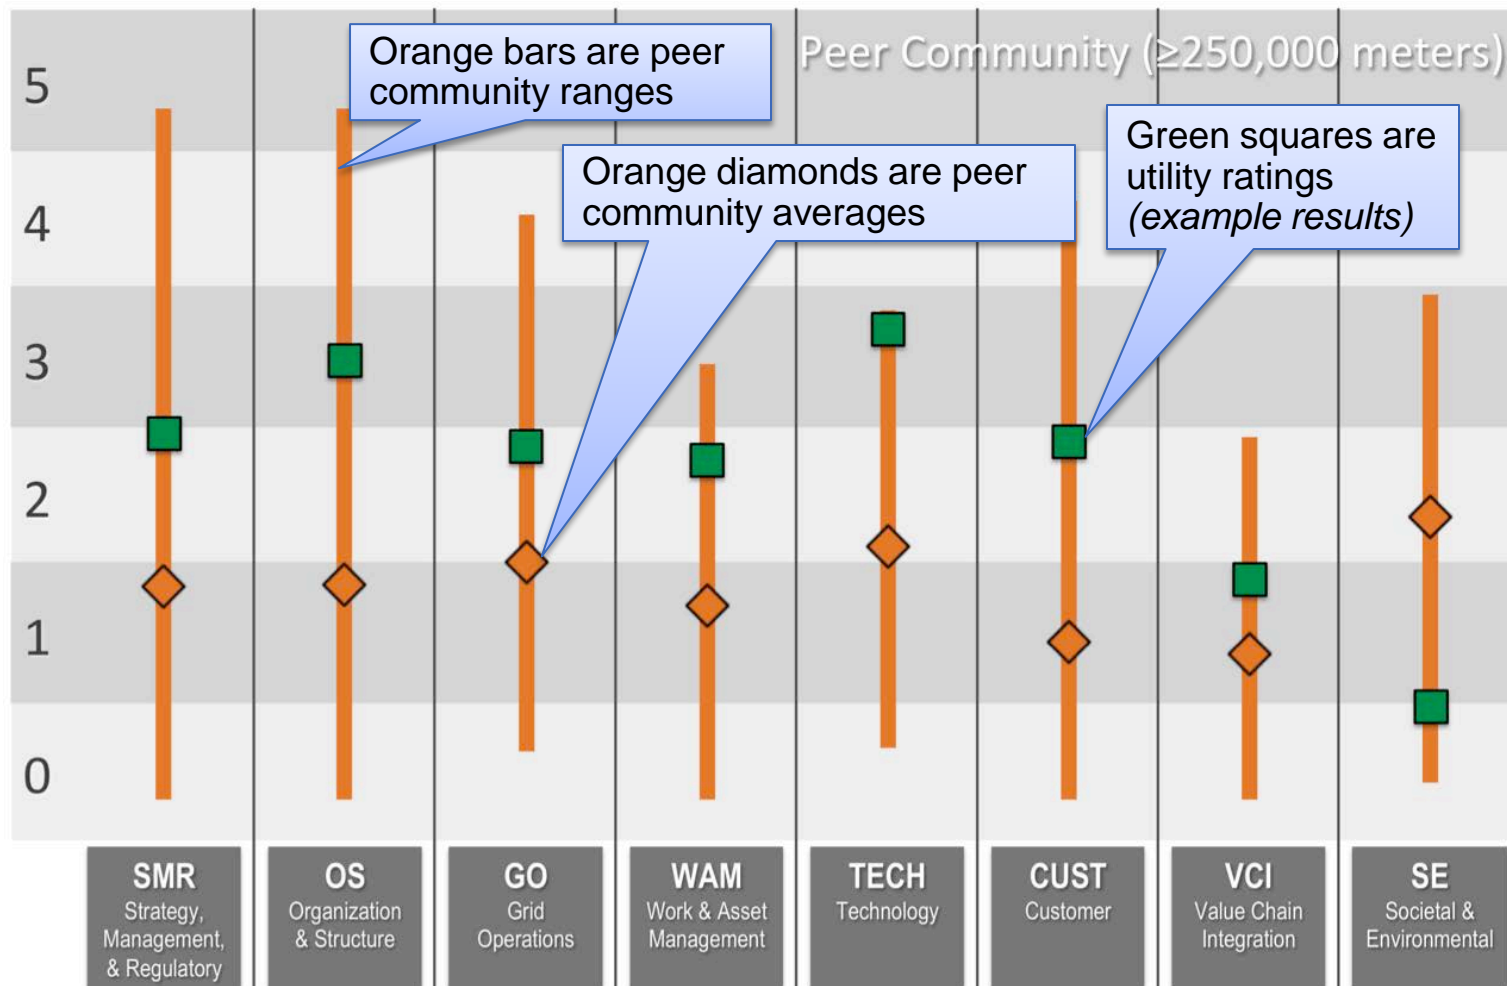 Peer Community (≥250,000 meters)
Orange bars are peer
community ranges
Orange diamonds are peer
community averages
Green squares are
utility ratings
(example results)
5
4
3
2
1
0
SMR
Strategy,
Management,
& Regulatory
OS
Organization
& Structure
GO
Grid
Operations
WAM
Work & Asset
Management
TECH
Technology
CUST
Customer
VCI
Value Chain
Integration
SE
Societal &
Environmental